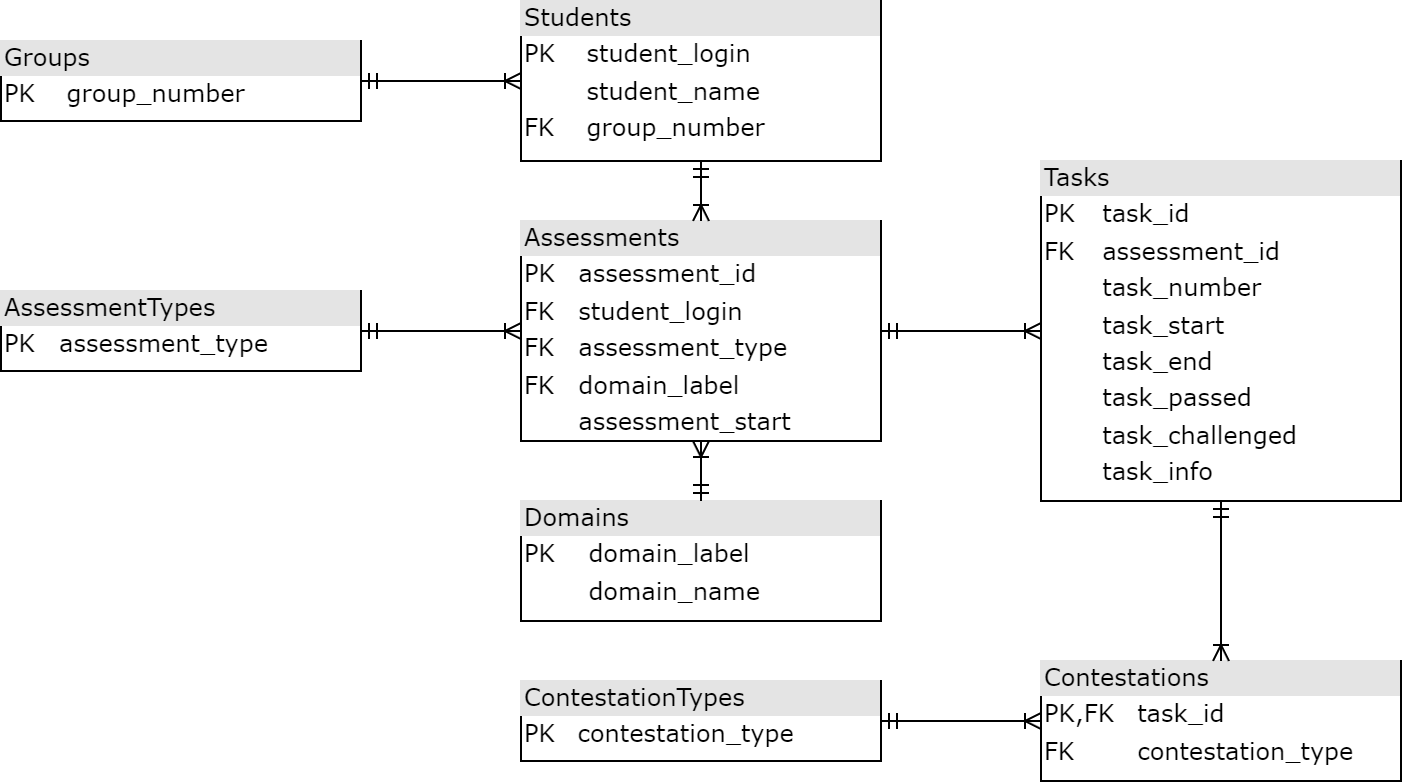 Groups
PK group_number
Students
PK student_login
student_name
FK group_number
AssessmentTypes
PK assessment_type
Assessments
PK assessment_id
FK student_login
FK assessment_type
FK domain_label
assessment_start
Tasks
PK task_id
FK assessment_id
task_number
task_start
task_end
task_passed
task_challenged
task_info
Domains
PK domain_label
domain_name
ContestationTypes
PK contestation_type
Contestations
PK,FK task_id
FK contestation_type